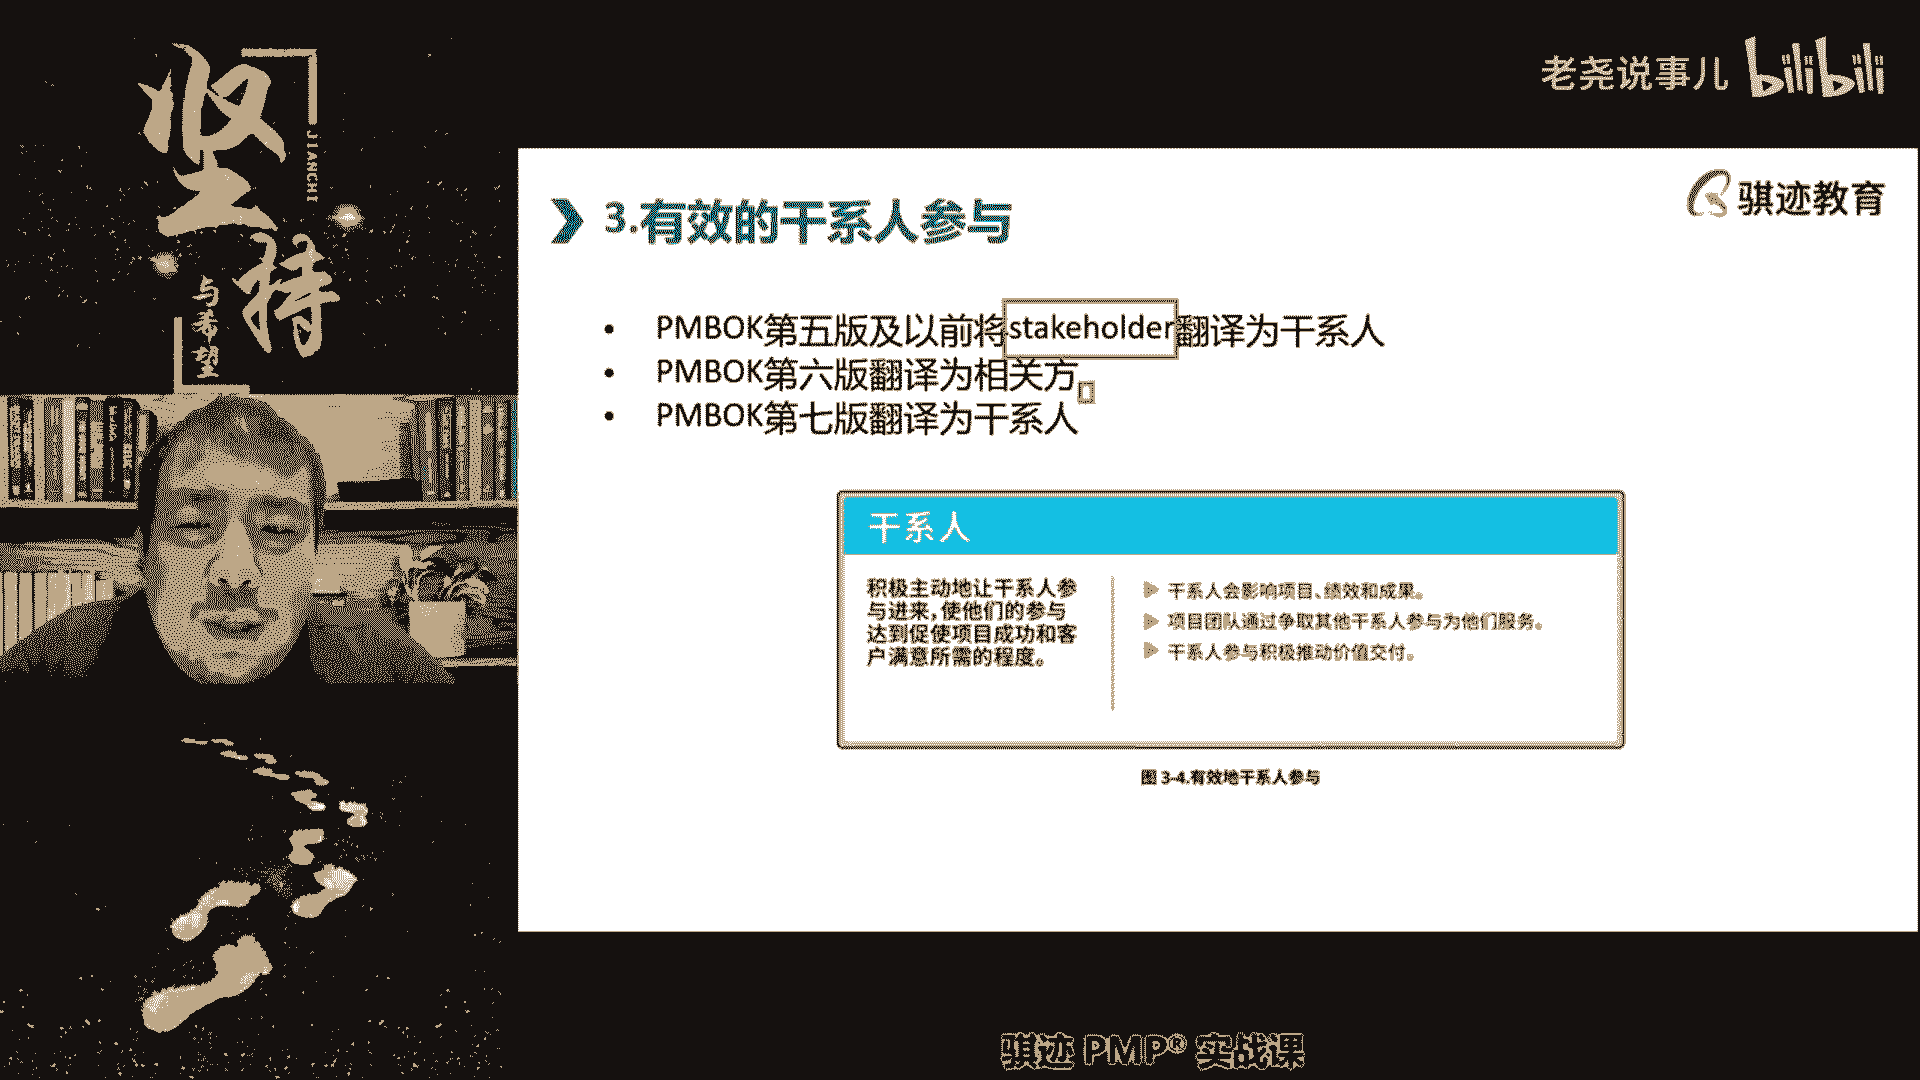 坚持
JIANCHI
与希望
老尧说事儿 bilibili
骐迹教育
3.有效的干系人参与
• PMBOK第五版及以前将stakeholder翻译为干系人
• PMBOK第六版翻译为相关方
• PMBOK第七版翻译为干系人
干系人
积极主动地让干系人参
与进来，使他们的参与
达到促使项目成功和客
户满意所需的程度。
干系人会影响项目、绩效和成果。
项目团队通过争取其他干系人参与为他们服务。
干系人参与积极推动价值交付。
图 3-4.有效地干系人参与
骐迹 PMP® 实战课